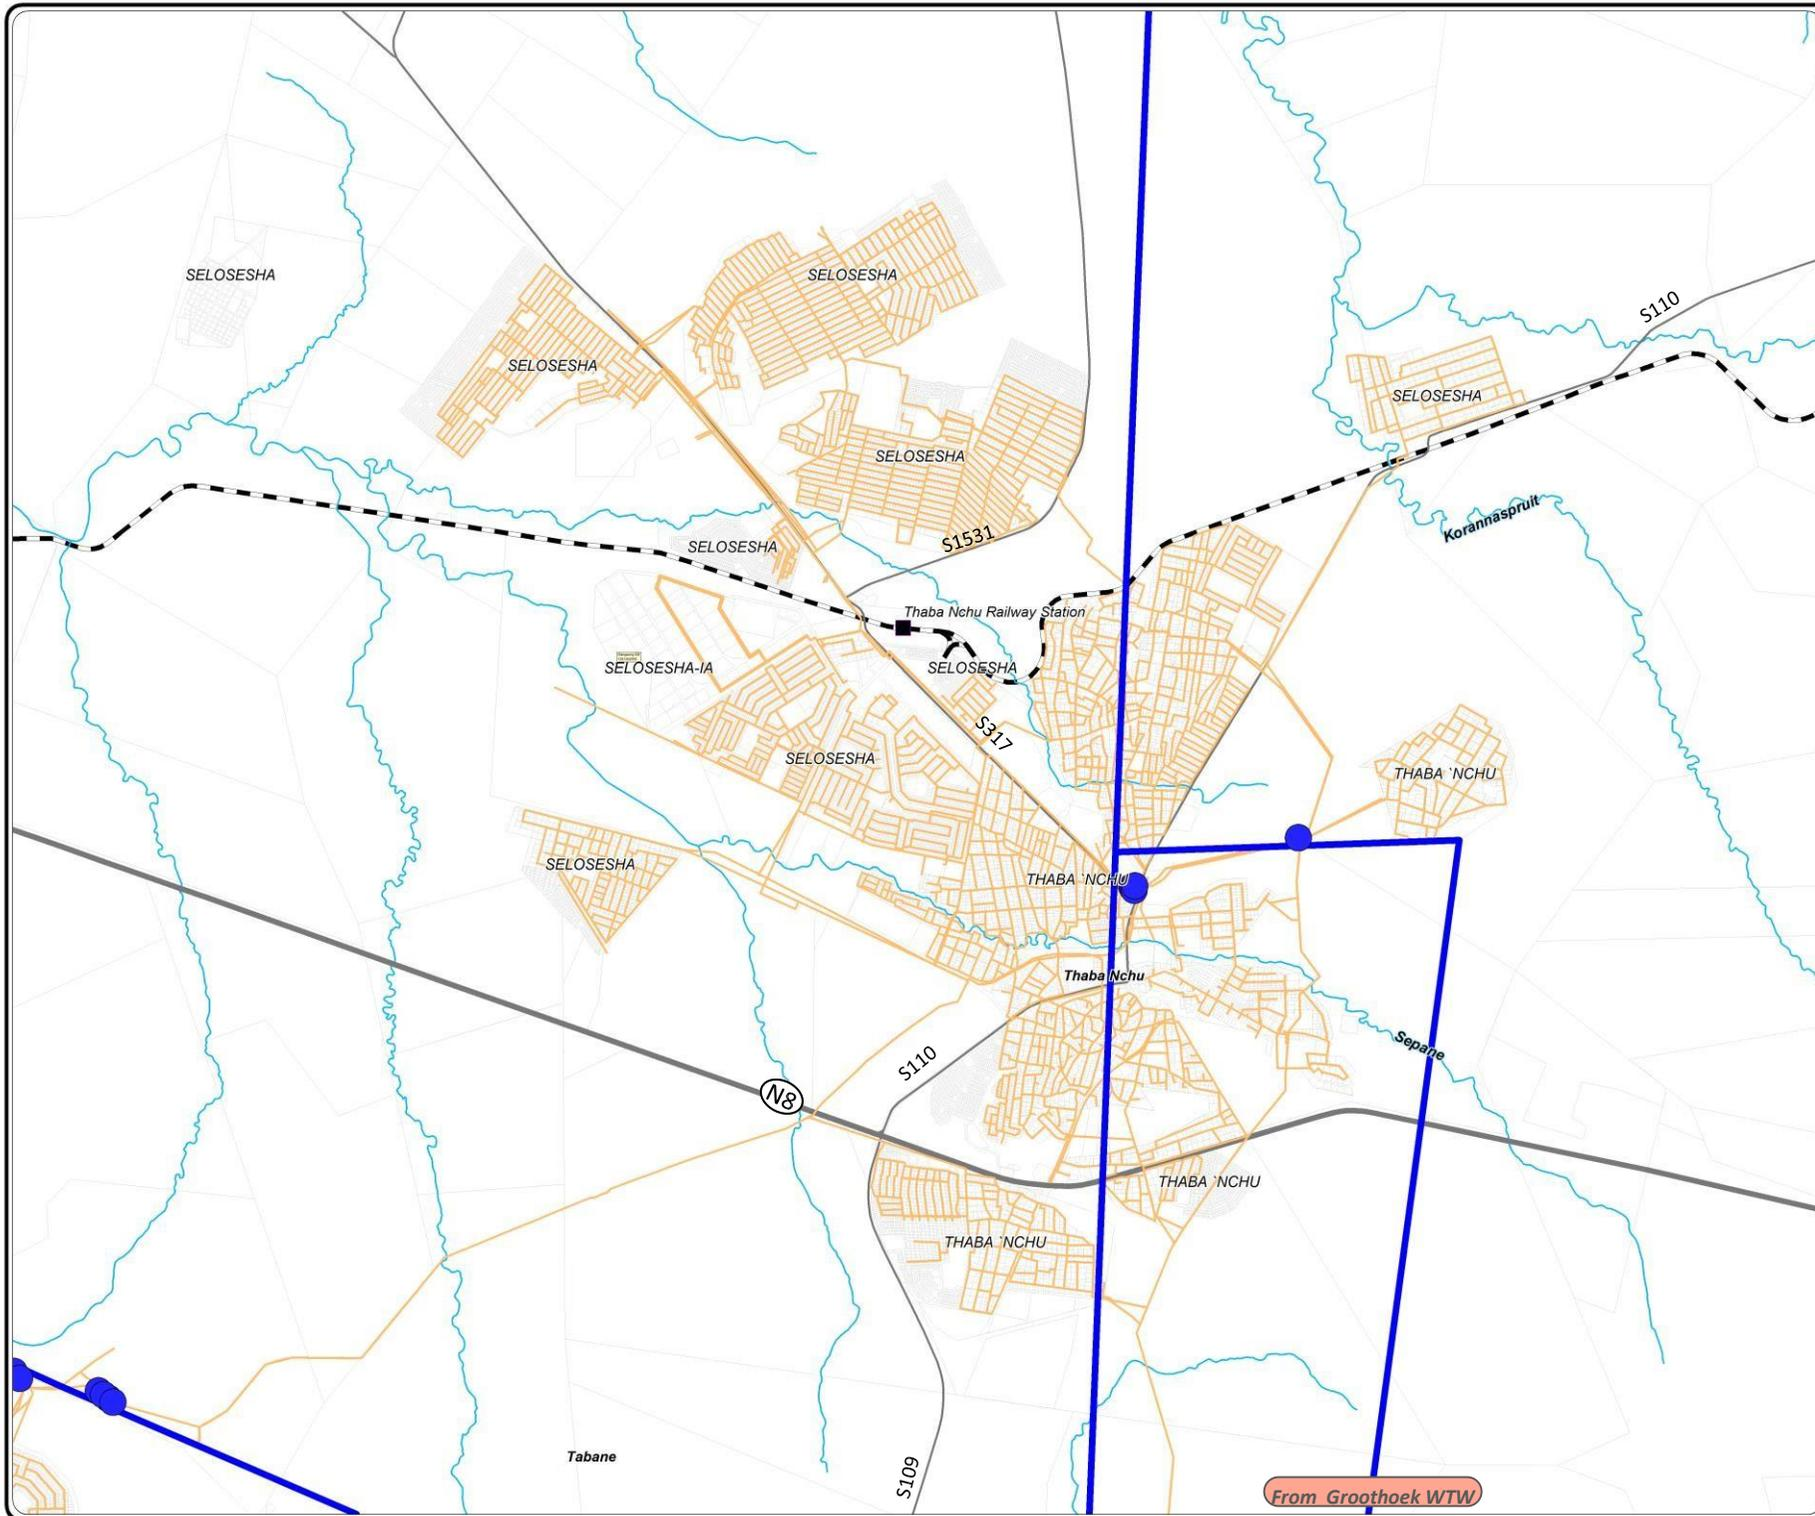 SELOSESHA
SELOSESHA
S110
SELOSESHA
SELOSESHA
SELOSESHA
Korannaspruit
S1531
SELOSESHA
Thaba Nchu Railway Station
SELOSESHA-IA
SELOSESHA
S317
SELOSESHA
THABA `NCHU
SELOSESHA
THABA `NCHU
Thaba Nchu
Sepane
S110
N8
THABA `NCHU
THABA `NCHU
Tabane
S109
From Groothoek WTW